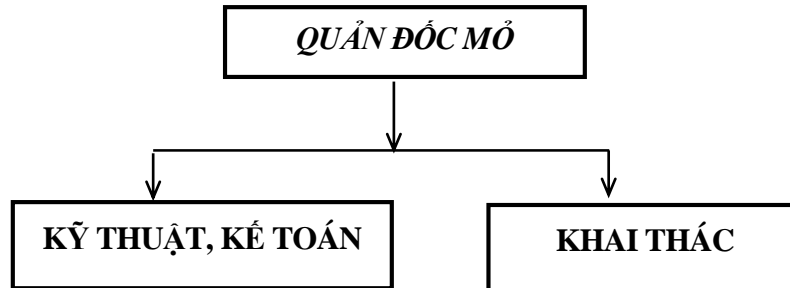 QUẢN ĐỐC MỎ
KỸ THUẬT, KẾ TOÁN
KHAI THÁC